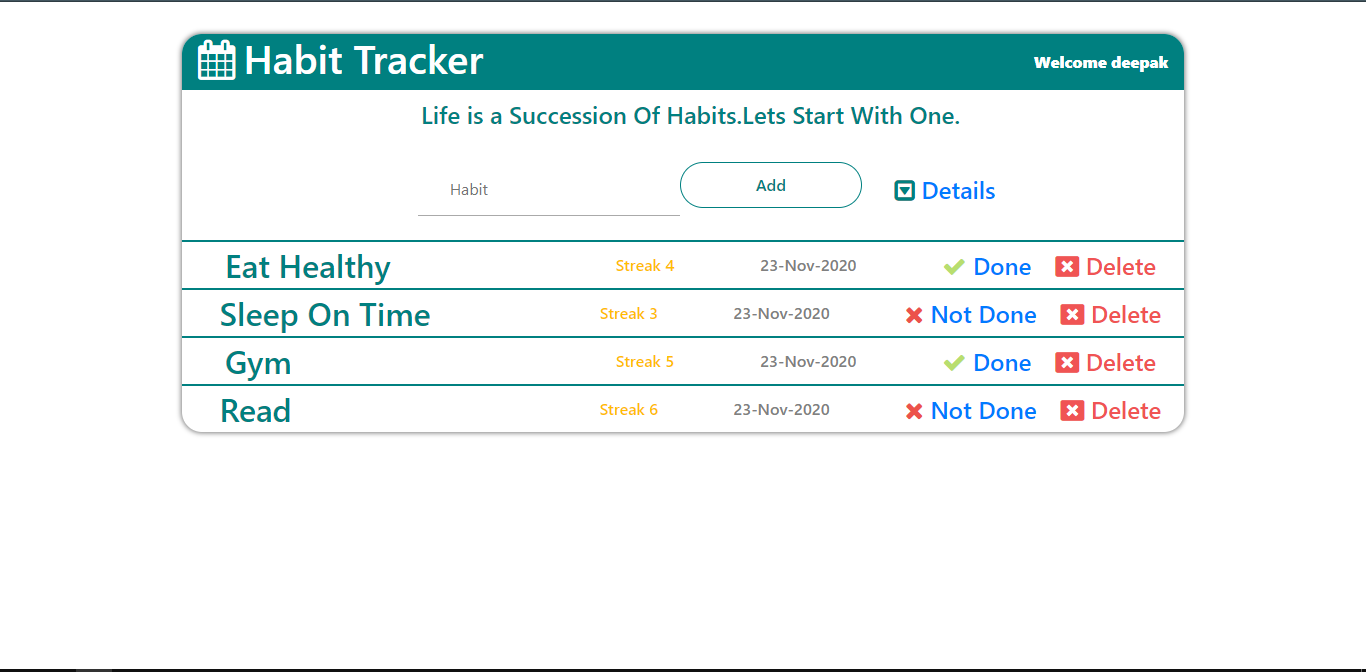 Habit Tracker Welcome deepak
Life is a Succession Of Habits.Lets Start With One.
Habit Add Details
Eat Healthy Streak 4 23-Nov-2020 Done Delete
Sleep On Time Streak 3 23-Nov-2020 Not Done Delete
Gym Streak 5 23-Nov-2020 Done Delete
Read Streak 6 23-Nov-2020 Not Done Delete